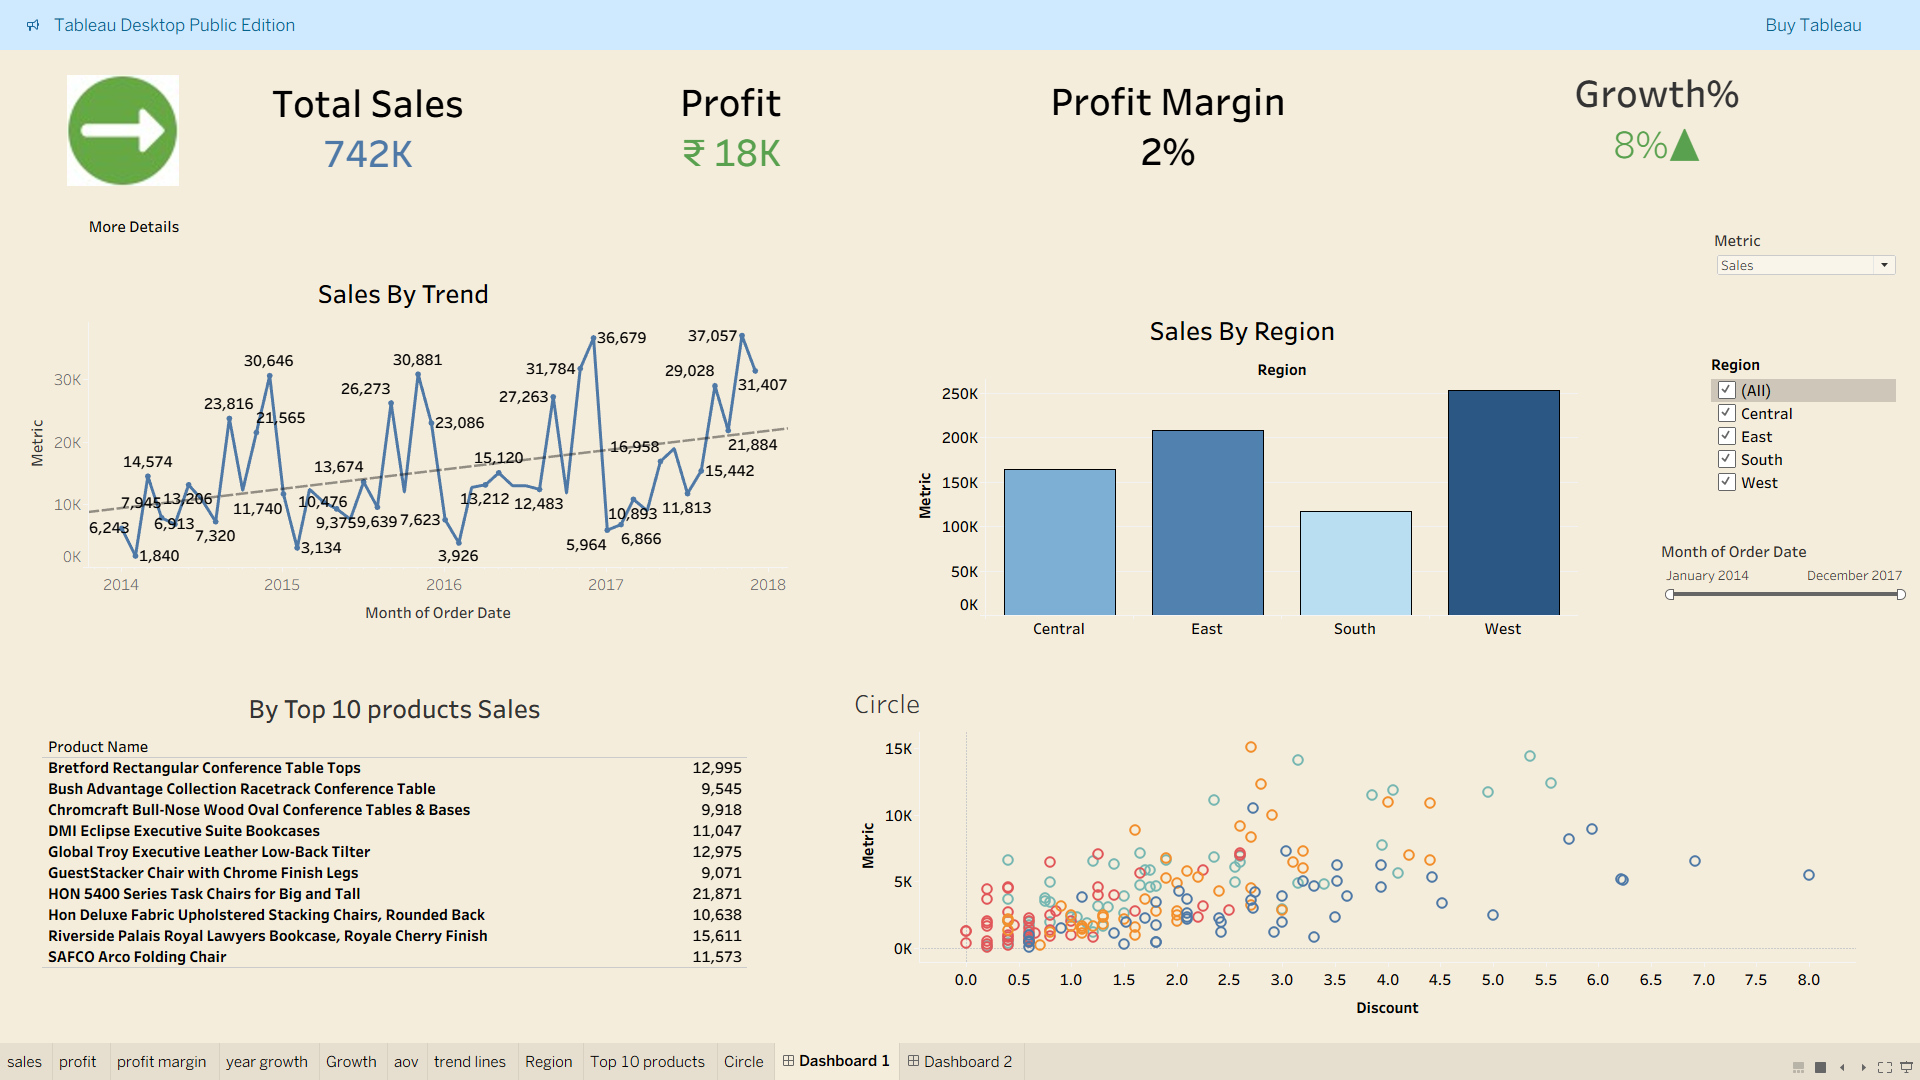 Tableau Desktop Public Edition
Buy Tableau
Total Sales
742K
Profit
₹ 18K
Profit Margin
2%
Growth%
8%▲
More Details
Metric
Sales
Sales By Trend
Metric
30K
20K
10K
0K
6,243
1,840
14,574
7,945
6,913
13,206
7,320
23,816
11,740
21,565
30,646
3,134
10,476
9,375
13,674
9,639
26,273
7,623
30,881
23,086
3,926
13,212
15,120
12,483
27,263
31,784
36,679
5,964
6,866
10,893
16,958
11,813
15,442
29,028
21,884
37,057
31,407
2014
2015
2016
2017
2018
Month of Order Date
Sales By Region
Region
Metric
250K
200K
150K
100K
50K
0K
Central
East
South
West
Region
(All)
Central
East
South
West
Month of Order Date
January 2014
December 2017
By Top 10 products Sales
Product Name
Bretford Rectangular Conference Table Tops 12,995
Bush Advantage Collection Racetrack Conference Table 9,545
Chromcraft Bull-Nose Wood Oval Conference Tables & Bases 9,918
DMI Eclipse Executive Suite Bookcases 11,047
Global Troy Executive Leather Low-Back Tilter 12,975
GuestStacker Chair with Chrome Finish Legs 9,071
HON 5400 Series Task Chairs for Big and Tall 21,871
Hon Deluxe Fabric Upholstered Stacking Chairs, Rounded Back 10,638
Riverside Palais Royal Lawyers Bookcase, Royale Cherry Finish 15,611
SAFCO Arco Folding Chair 11,573
Circle
Metric
15K
10K
5K
0K
0.0 0.5 1.0 1.5 2.0 2.5 3.0 3.5 4.0 4.5 5.0 5.5 6.0 6.5 7.0 7.5 8.0
Discount
sales profit profit margin year growth Growth aov trend lines Region Top 10 products Circle Dashboard 1 Dashboard 2